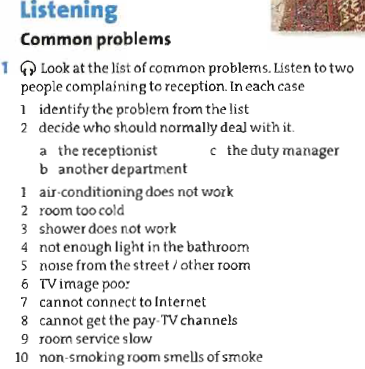 Listening
Common problems
1 Look at the list of common problems. Listen to two
people complaining to reception. In each case
1 identify the problem from the list
2 decide who should normally deal with it.
a the receptionist c the duty manager
b another department
1 air-conditioning does not work
2 room too cold
3 shower does not work
4 not enough light in the bathroom
5 noise from the street / other room
6 TV image poor
7 cannot connect to Internet
8 cannot get the pay-TV channels
9 room service slow
10 non-smoking room smells of smoke